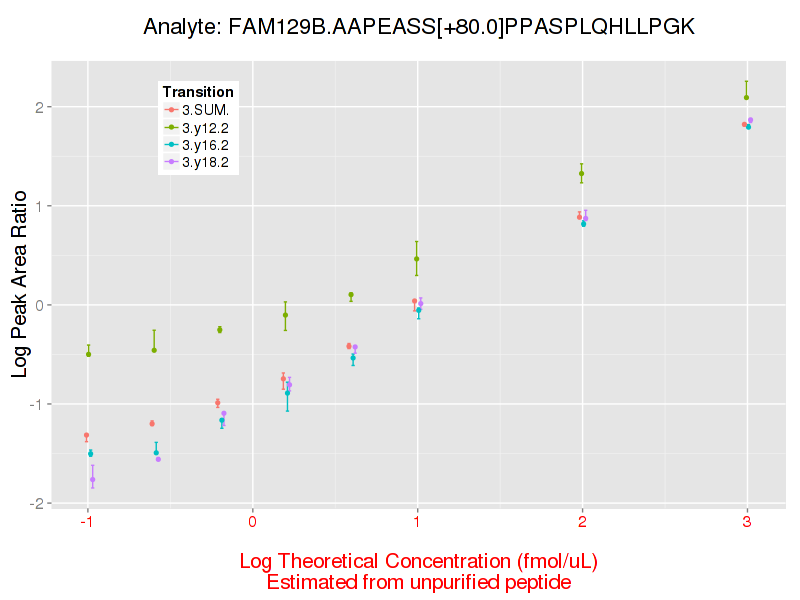 Analyte: FAM129B.AAPEASS[+80.0]PPASPLQHLLPGK
Transition
3.SUM.
3.y12.2
3.y16.2
3.y18.2
Log Peak Area Ratio
2
1
0
-1
-2
-1 0 1 2 3
Log Theoretical Concentration (fmol/uL)
Estimated from unpurified peptide